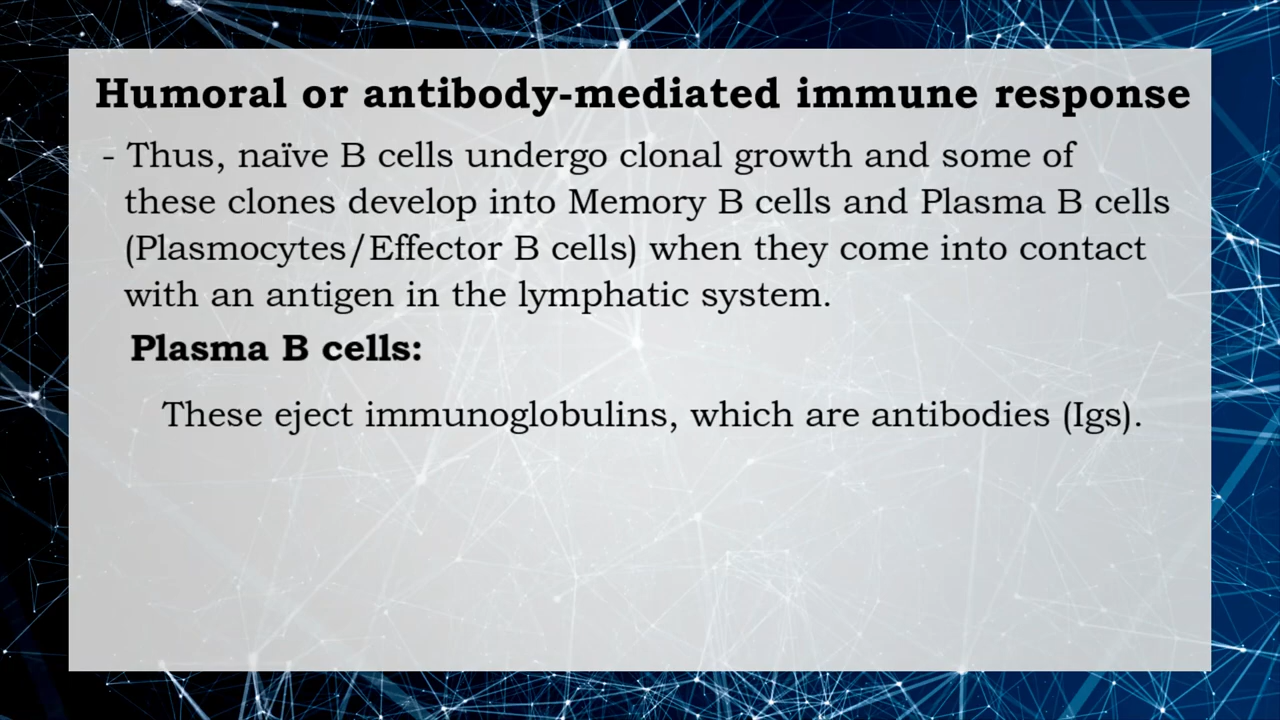 Humoral or antibody-mediated immune response
- Thus, naïve B cells undergo clonal growth and some of
these clones develop into Memory B cells and Plasma B cells
(Plasmocytes/Effector B cells) when they come into contact
with an antigen in the lymphatic system.
Plasma B cells:
These eject immunoglobulins, which are antibodies (Igs).